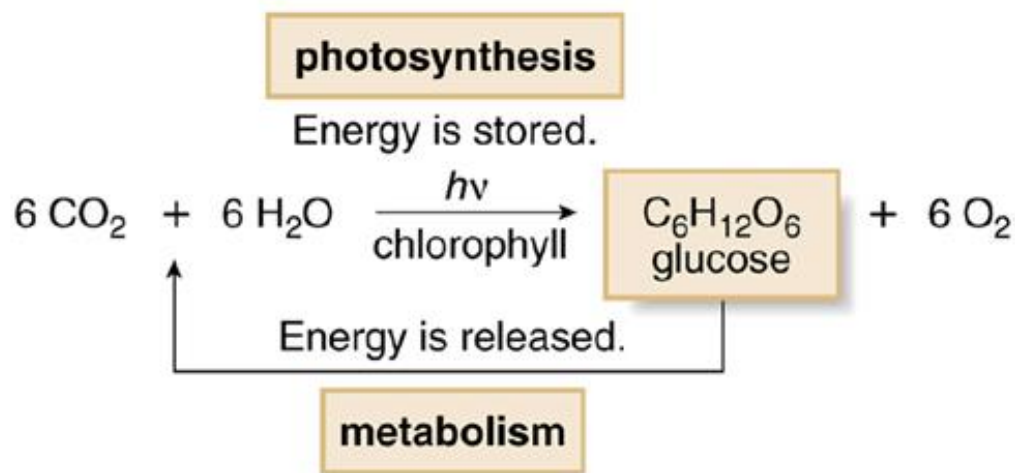 photosynthesis
Energy is stored.
hν
6 CO₂ + 6 H₂O C₆H₁₂O₆ + 6 O₂
chlorophyll glucose
Energy is released.
metabolism